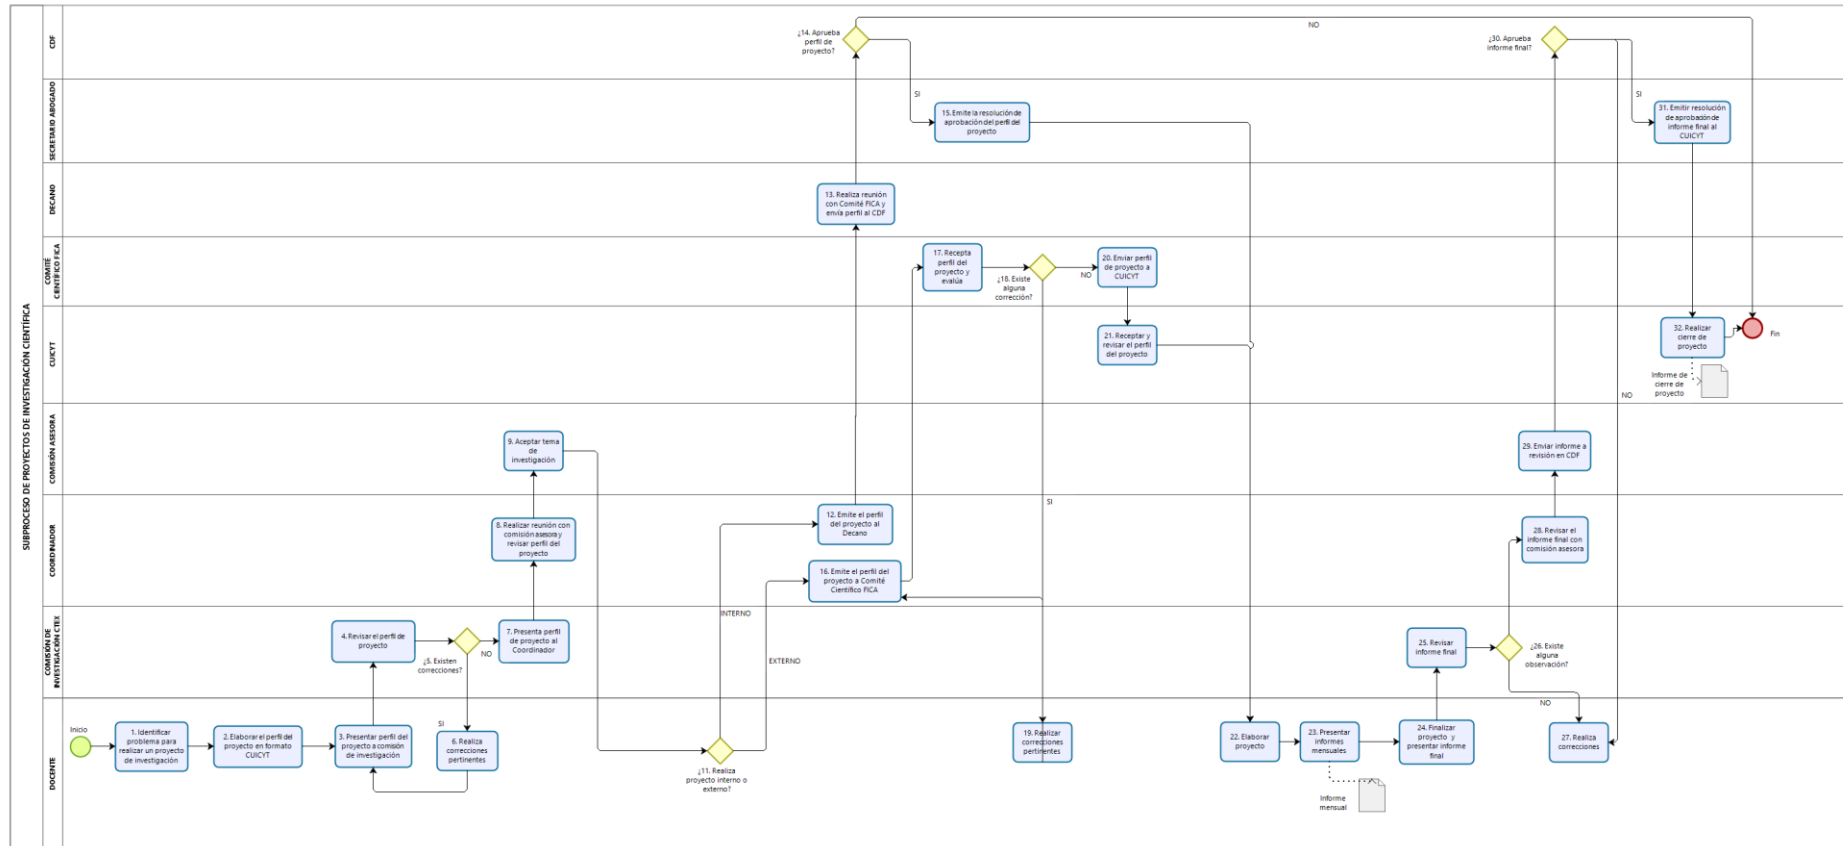 SUBPROCESO DE PROYECTOS DE INVESTIGACIÓN CIENTÍFICA
CDF
SECRETARIO ABOGADO
DECANO
COMITÉ
CIENTÍFICO FICA
CUICYT
COMISIÓN ASESORA
COORDINADOR
COMISIÓN DE
INVESTIGACIÓN CTEX
DOCENTE
¿14. Aprueba
perfil de
proyecto?
NO
SI
¿30. Aprueba
informe final?
SI
NO
15. Emite la resolución de
aprobación del perfil del
proyecto
31. Emitir resolución
de aprobación de
informe final al
CUICYT
13. Realiza reunión
con Comité FICA y
envía perfil al CDF
17. Recepta
perfil del
proyecto y
evalúa
¿18. Existe
alguna
corrección?
NO
SI
20. Enviar perfil
de proyecto a
CUICYT
21. Receptar y
revisar el perfil
del proyecto
32. Realizar
cierre de
proyecto
Fin
Informe de
cierre de
proyecto
9. Aceptar tema
de
investigación
29. Enviar informe a
revisión en CDF
8. Realizar reunión con
comisión asesora y
revisar perfil del
proyecto
12. Emite el perfil
del proyecto al
Decano
16. Emite el perfil del
proyecto a Comité
Científico FICA
28. Revisar el
informe final con
comisión asesora
4. Revisar el perfil de
proyecto
¿5. Existen
correcciones?
NO
SI
7. Presenta perfil
de proyecto al
Coordinador
INTERNO
EXTERNO
25. Revisar
informe final
¿26. Existe
alguna
observación?
NO
Inicio
1. Identificar
problema para
realizar un proyecto
de investigación
2. Elaborar el perfil del
proyecto en formato
CUICYT
3. Presentar perfil del
proyecto a comisión
de investigación
6. Realiza
correcciones
pertinentes
¿11. Realiza
proyecto interno o
externo?
19. Realizar
correcciones
pertinentes
22. Elaborar
proyecto
23. Presentar
informes
mensuales
Informe
mensual
24. Finalizar
proyecto y
presentar informe
final
27. Realiza
correcciones